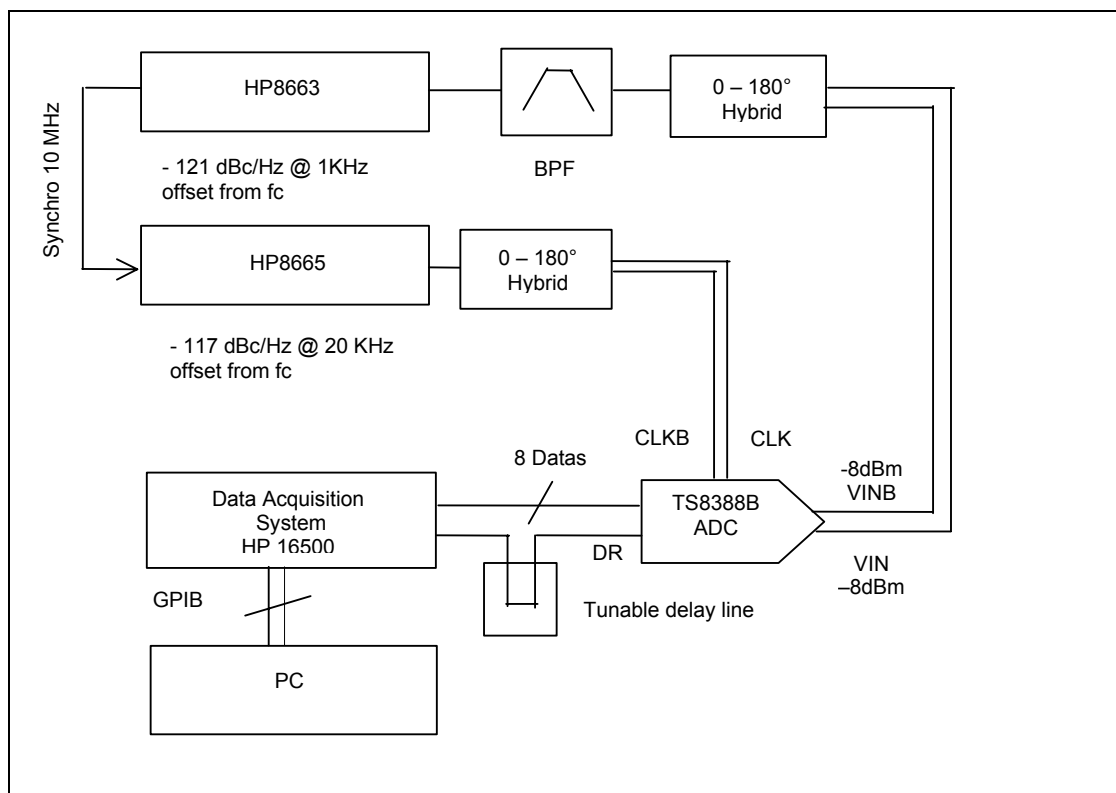 HP8663
0 – 180°
Hybrid
Synchro 10 MHz
- 121 dBc/Hz @ 1KHz
offset from fc
BPF
HP8665
0 – 180°
Hybrid
- 117 dBc/Hz @ 20 KHz
offset from fc
CLKB
CLK
8 Datas
-8dBm
VINB
Data Acquisition
System
HP 16500
TS8388B
ADC
DR
VIN
–8dBm
GPIB
Tunable delay line
PC